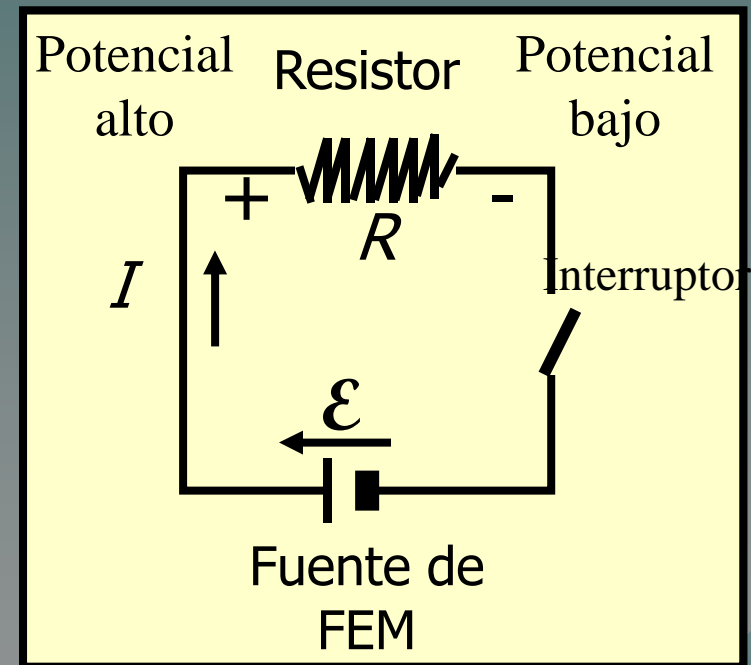 Potencial
alto
Resistor
Potencial
bajo
+
-
R
I
Interruptor
ℰ
Fuente de
FEM